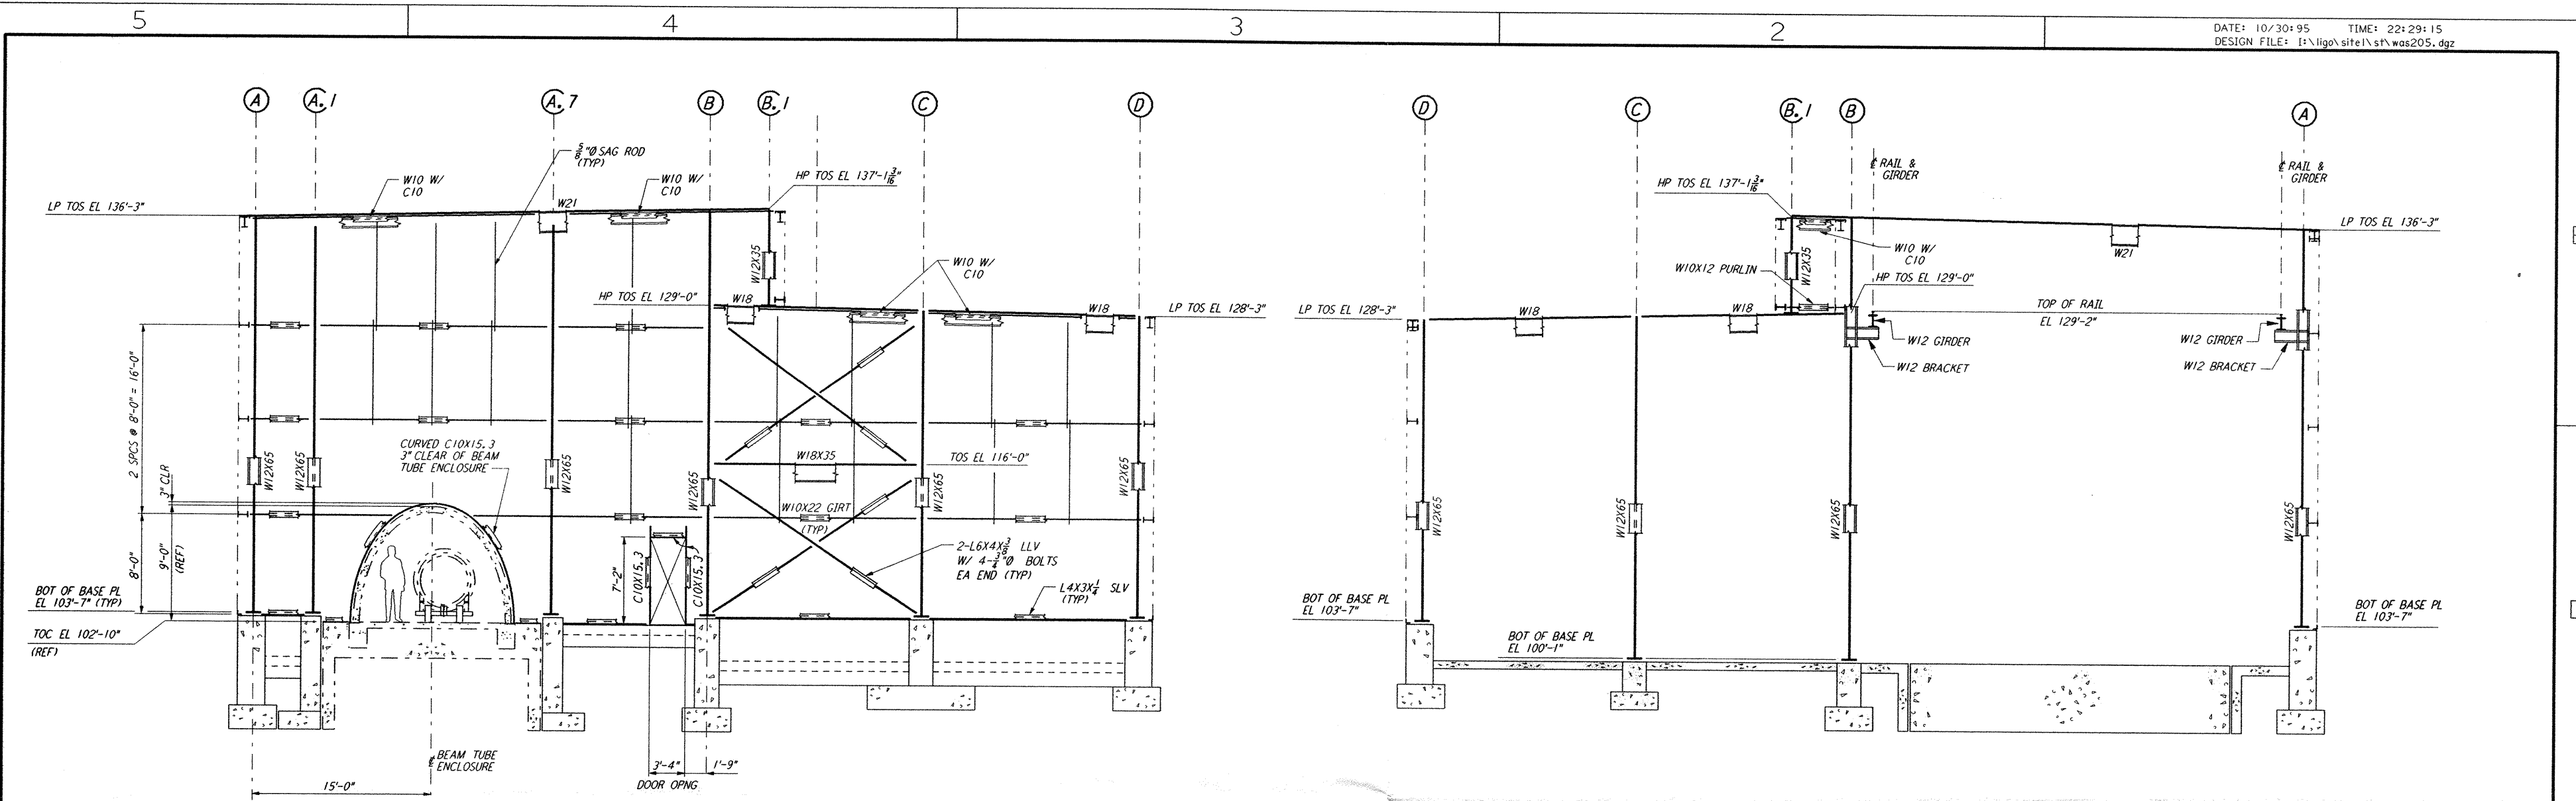 5
4
3
2
DATE: 10/30/95 TIME: 22:29:15
DESIGN FILE: I:\ligo\site1\st\was205.dgz
A
A.1
A.7
B
B.1
C
D
5/8"Ø SAG ROD
(TYP)
W10 W/
C10
W10 W/
C10
HP TOS EL 137'-1 3/16"
LP TOS EL 136'-3"
W21
W12X35
W10 W/
C10
HP TOS EL 129'-0"
W18
W18
LP TOS EL 128'-3"
2 SPCS @ 8'-0" = 16'-0"
CURVED C10X15.3
3" CLEAR OF BEAM
TUBE ENCLOSURE
W12X65
W12X65
W12X65
W12X65
W18X35
TOS EL 116'-0"
W12X65
W12X65
3" CLR
8'-0"
9'-0"
(REF)
W10X22 GIRT
(TYP)
7'-2"
C10X15.3
C10X15.3
2-L6X4X3/8 LLV
W/ 4-3/4"Ø BOLTS
EA END (TYP)
L4X3X1/4 SLV
(TYP)
BOT OF BASE PL
EL 103'-7" (TYP)
TOC EL 102'-10"
(REF)
℄ BEAM TUBE
ENCLOSURE
15'-0"
3'-4"
1'-9"
DOOR OPNG
D
C
B.1
B
A
℄ RAIL &
GIRDER
℄ RAIL &
GIRDER
HP TOS EL 137'-1 3/16"
LP TOS EL 136'-3"
W10 W/
C10
W21
W12X35
W10X12 PURLIN
HP TOS EL 129'-0"
LP TOS EL 128'-3"
W18
W18
TOP OF RAIL
EL 129'-2"
W12 GIRDER
W12 BRACKET
W12 GIRDER
W12 BRACKET
W12X65
W12X65
W12X65
W12X65
BOT OF BASE PL
EL 103'-7"
BOT OF BASE PL
EL 100'-1"
BOT OF BASE PL
EL 103'-7"